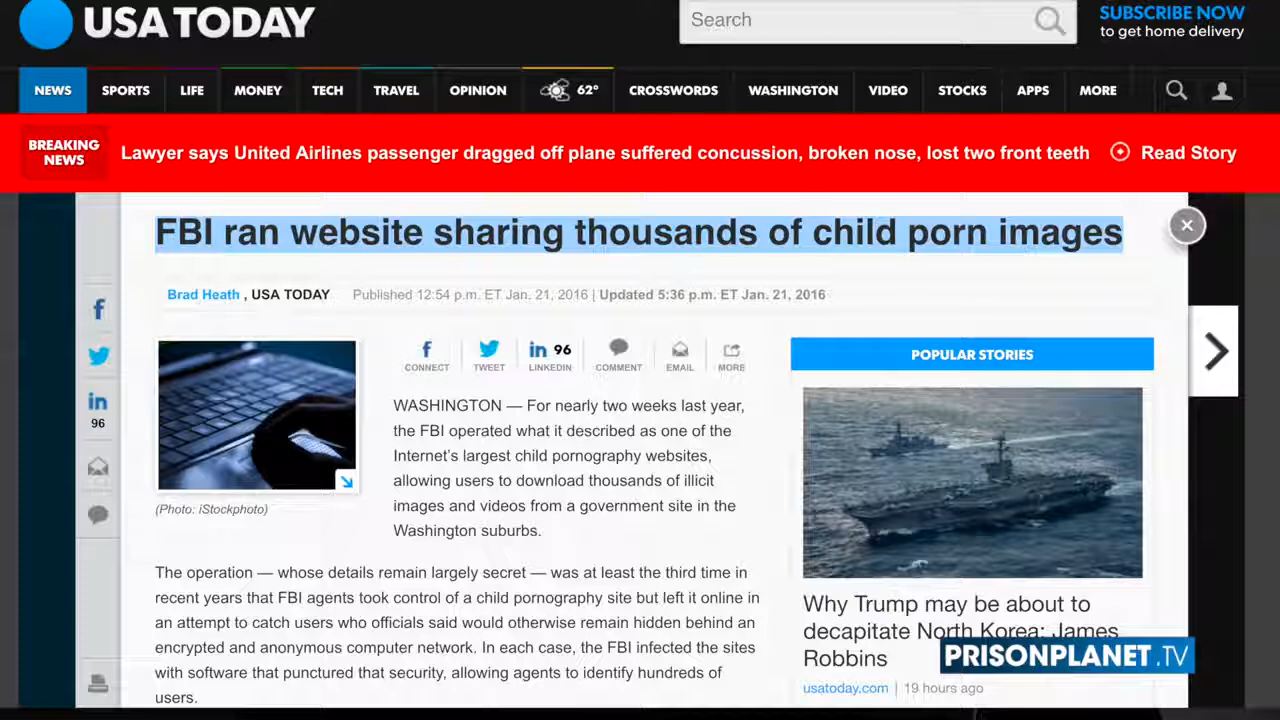 USA TODAY
Search
SUBSCRIBE NOW
to get home delivery
NEWS SPORTS LIFE MONEY TECH TRAVEL OPINION 62° CROSSWORDS WASHINGTON VIDEO STOCKS APPS MORE
BREAKING
NEWS
Lawyer says United Airlines passenger dragged off plane suffered concussion, broken nose, lost two front teeth
Read Story
FBI ran website sharing thousands of child porn images
Brad Heath , USA TODAY Published 12:54 p.m. ET Jan. 21, 2016 | Updated 5:36 p.m. ET Jan. 21, 2016
96
(Photo: iStockphoto)
96
CONNECT TWEET LINKEDIN COMMENT EMAIL MORE
WASHINGTON — For nearly two weeks last year,
the FBI operated what it described as one of the
Internet's largest child pornography websites,
allowing users to download thousands of illicit
images and videos from a government site in the
Washington suburbs.
The operation — whose details remain largely secret — was at least the third time in
recent years that FBI agents took control of a child pornography site but left it online in
an attempt to catch users who officials said would otherwise remain hidden behind an
encrypted and anonymous computer network. In each case, the FBI infected the sites
with software that punctured that security, allowing agents to identify hundreds of
users.
POPULAR STORIES
Why Trump may be about to
decapitate North Korea: James
Robbins
usatoday.com | 19 hours ago
PRISONPLANET.TV